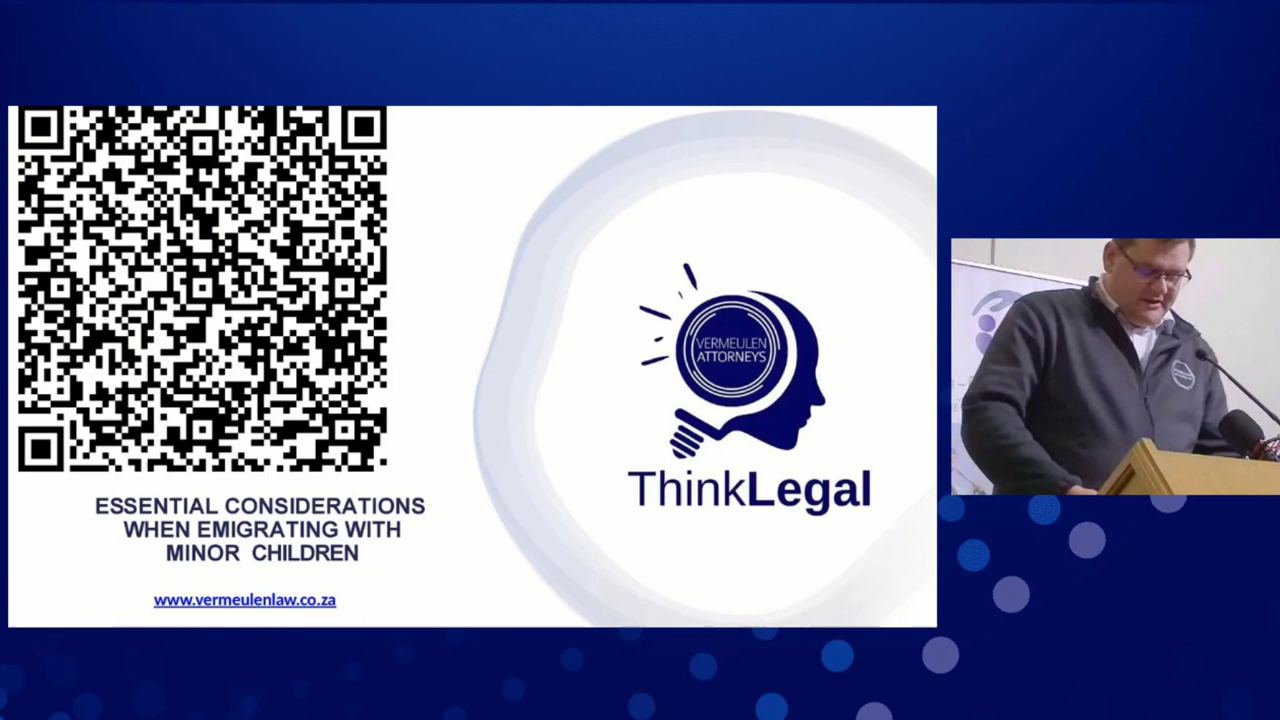 ESSENTIAL CONSIDERATIONS
WHEN EMIGRATING WITH
MINOR CHILDREN
www.vermeulenlaw.co.za
VERMEULEN
ATTORNEYS
ThinkLegal